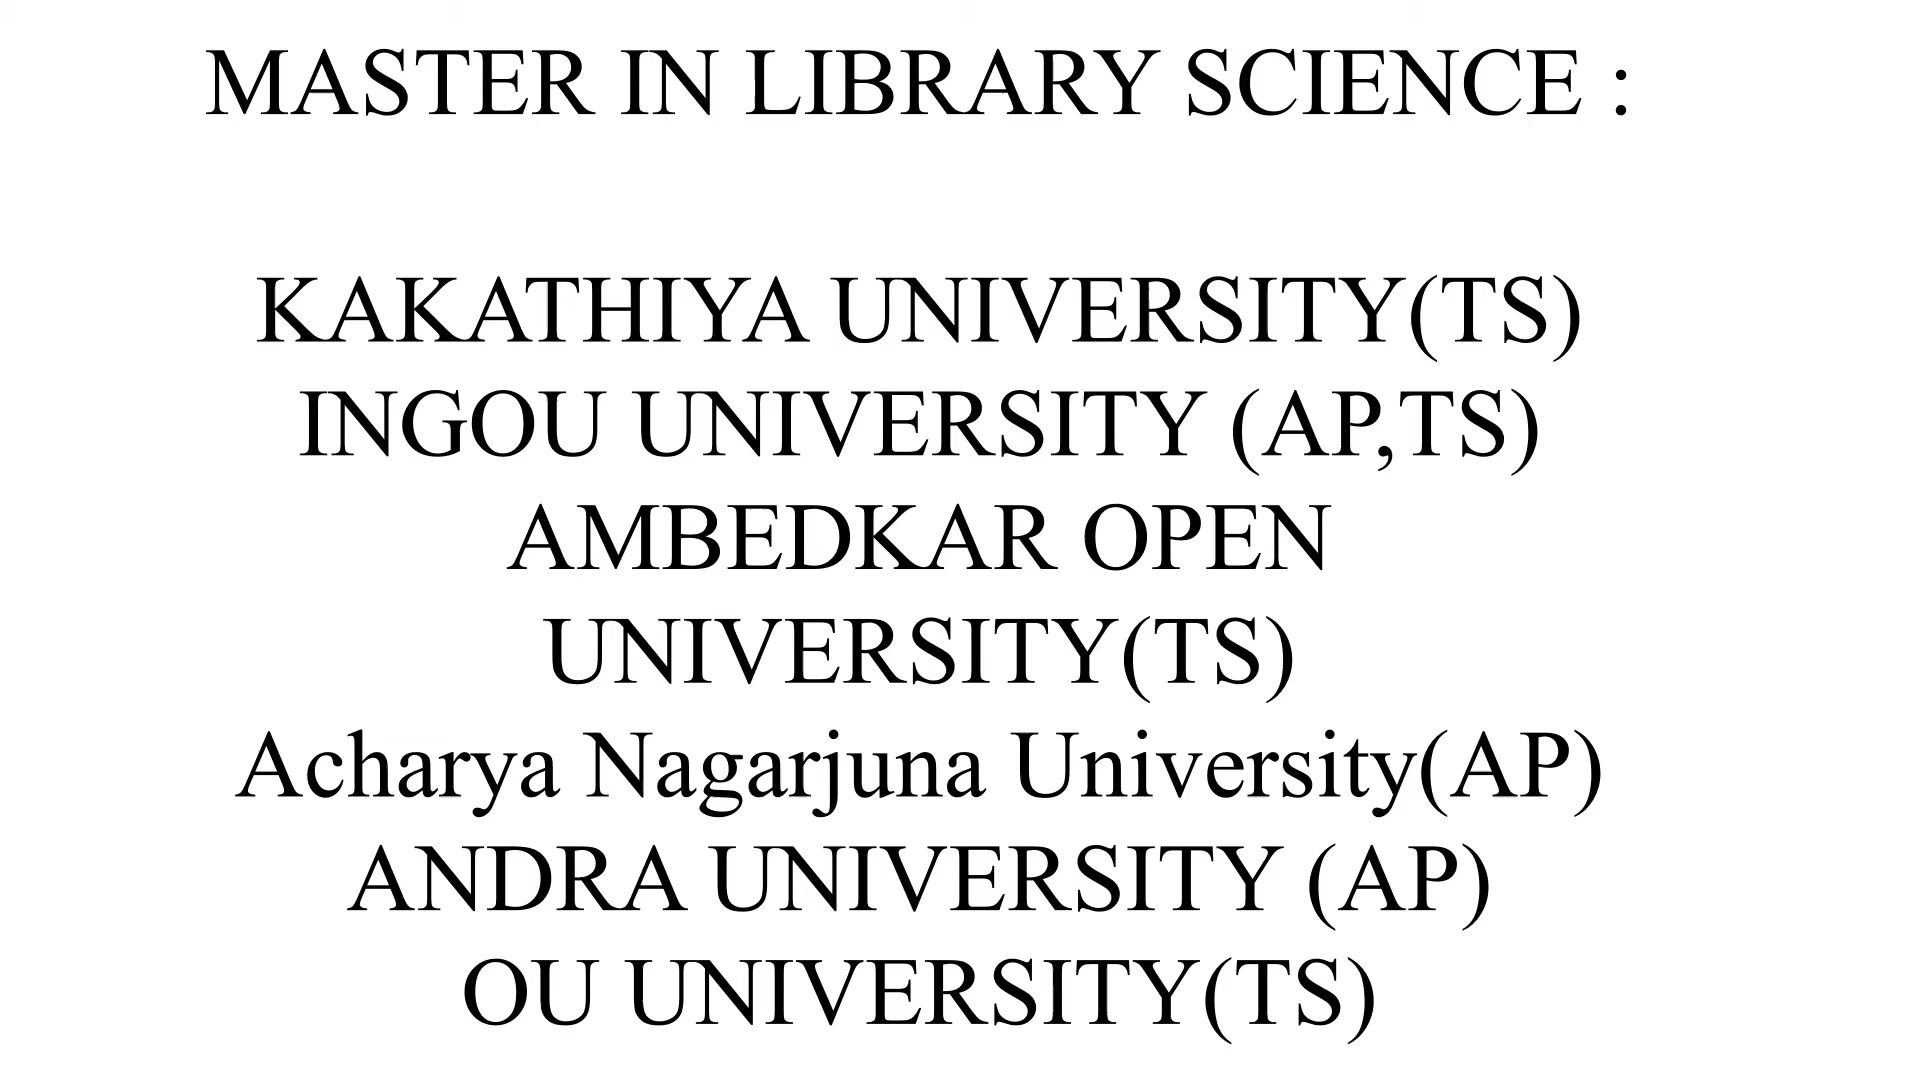 MASTER IN LIBRARY SCIENCE :
KAKATHIYA UNIVERSITY(TS)
INGOU UNIVERSITY (AP,TS)
AMBEDKAR OPEN
UNIVERSITY(TS)
Acharya Nagarjuna University(AP)
ANDRA UNIVERSITY (AP)
OU UNIVERSITY(TS)